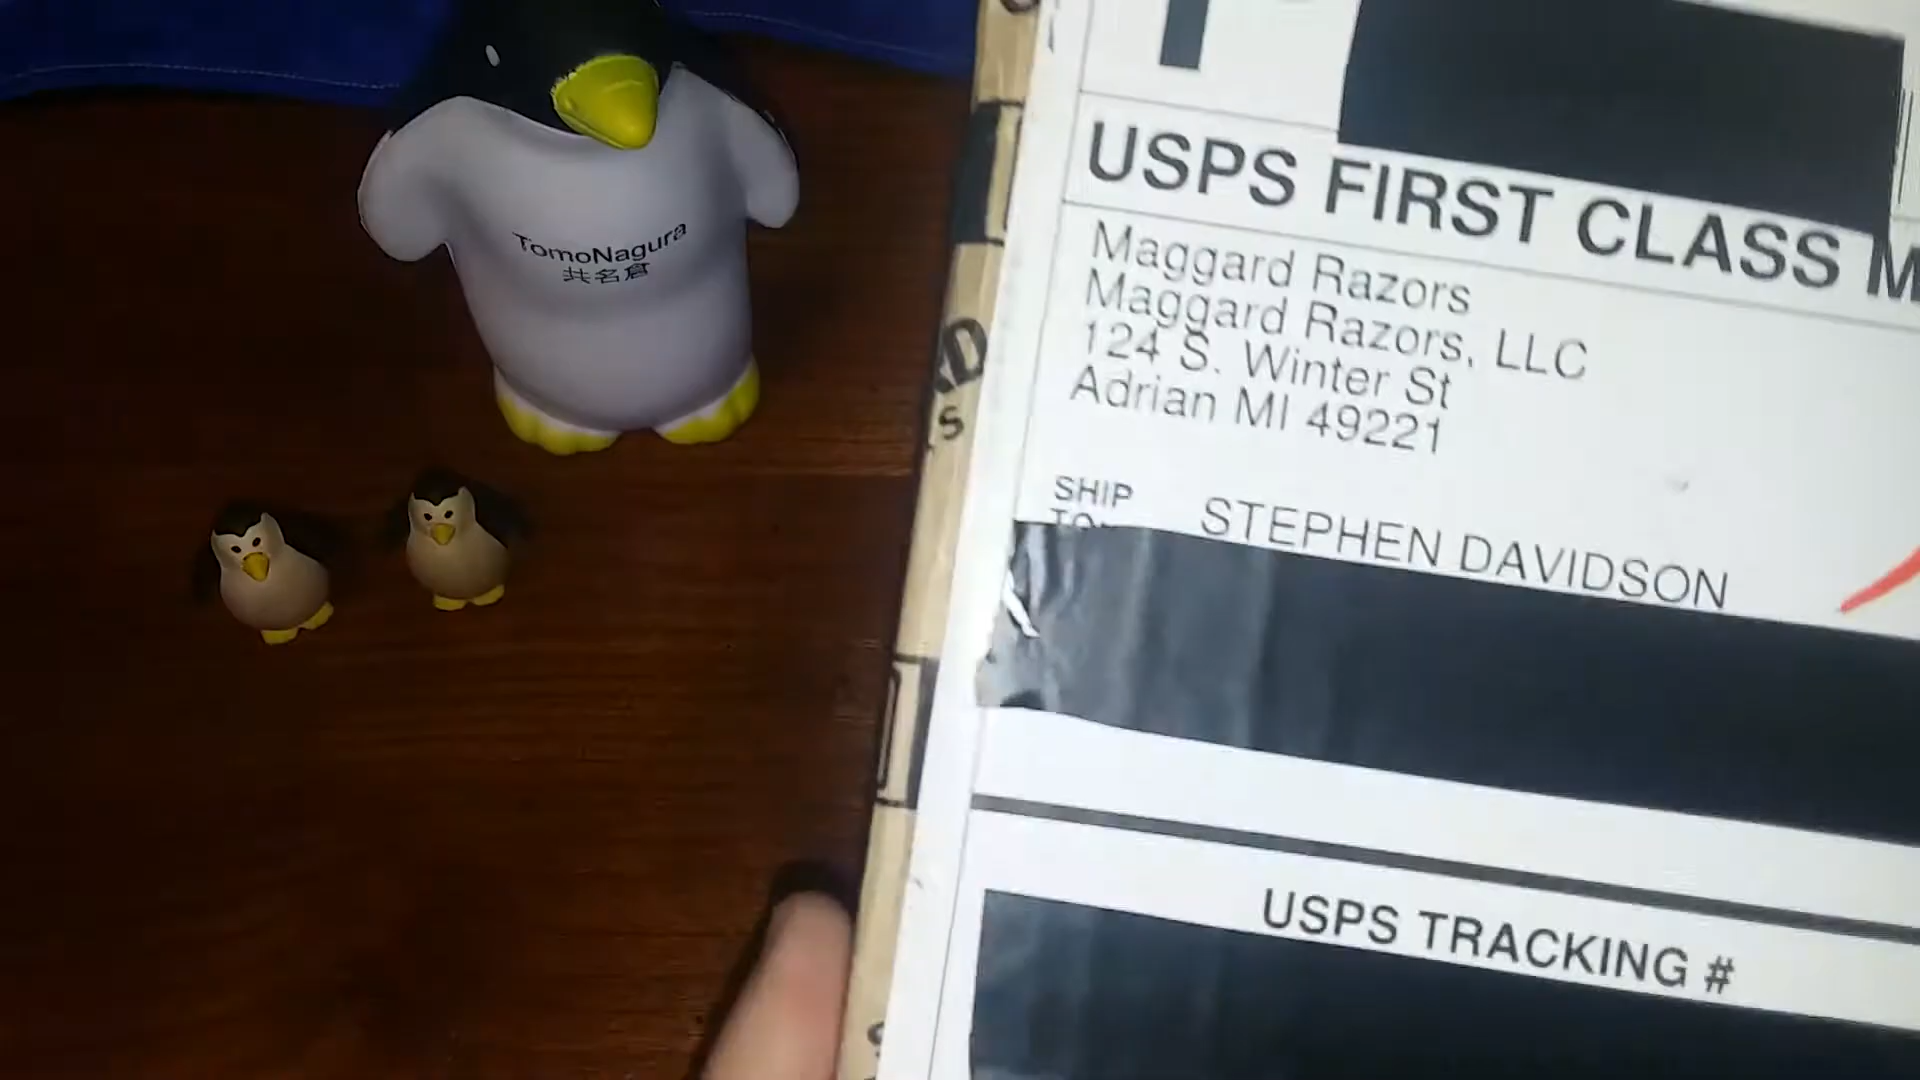 TomoNagura
共名倉
USPS FIRST CLASS M
Maggard Razors
Maggard Razors, LLC
124 S. Winter St
Adrian MI 49221
SHIP
TO:
STEPHEN DAVIDSON
USPS TRACKING #